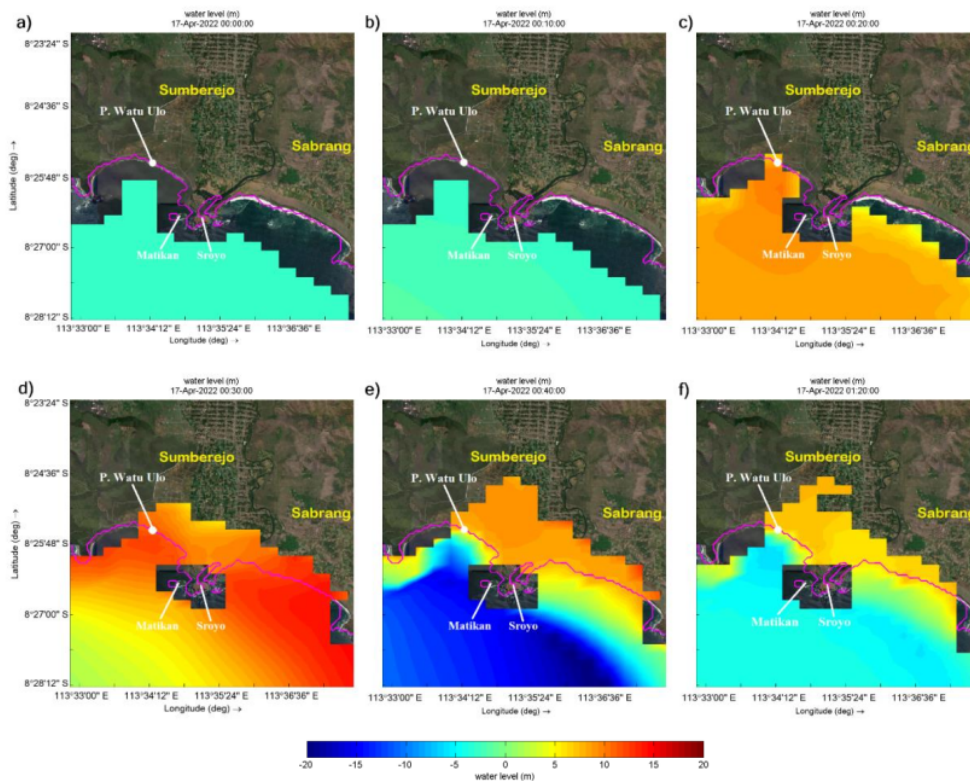 a)
water level (m)
17-Apr-2022 00:00:00
8°23'24" S
8°24'36" S
8°25'48" S
8°27'00" S
8°28'12" S
Latitude (deg) →
Sumberejo
P. Watu Ulo
Sabrang
Matikan
Sroyo
113°33'00" E
113°34'12" E
113°35'24" E
113°36'36" E
Longitude (deg) →
b)
water level (m)
17-Apr-2022 00:10:00
Sumberejo
P. Watu Ulo
Sabrang
Matikan
Sroyo
113°33'00" E
113°34'12" E
113°35'24" E
113°36'36" E
Longitude (deg) →
c)
water level (m)
17-Apr-2022 00:20:00
Sumberejo
P. Watu Ulo
Sabrang
Matikan
Sroyo
113°33'00" E
113°34'12" E
113°35'24" E
113°36'36" E
Longitude (deg) →
d)
water level (m)
17-Apr-2022 00:30:00
8°23'24" S
8°24'36" S
8°25'48" S
8°27'00" S
8°28'12" S
Latitude (deg) →
Sumberejo
P. Watu Ulo
Sabrang
Matikan
Sroyo
113°33'00" E
113°34'12" E
113°35'24" E
113°36'36" E
Longitude (deg) →
e)
water level (m)
17-Apr-2022 00:40:00
Sumberejo
P. Watu Ulo
Sabrang
Matikan
Sroyo
113°33'00" E
113°34'12" E
113°35'24" E
113°36'36" E
Longitude (deg) →
f)
water level (m)
17-Apr-2022 01:20:00
Sumberejo
P. Watu Ulo
Sabrang
Matikan
Sroyo
113°33'00" E
113°34'12" E
113°35'24" E
113°36'36" E
Longitude (deg) →
-20
-15
-10
-5
0
5
10
15
20
water level (m)